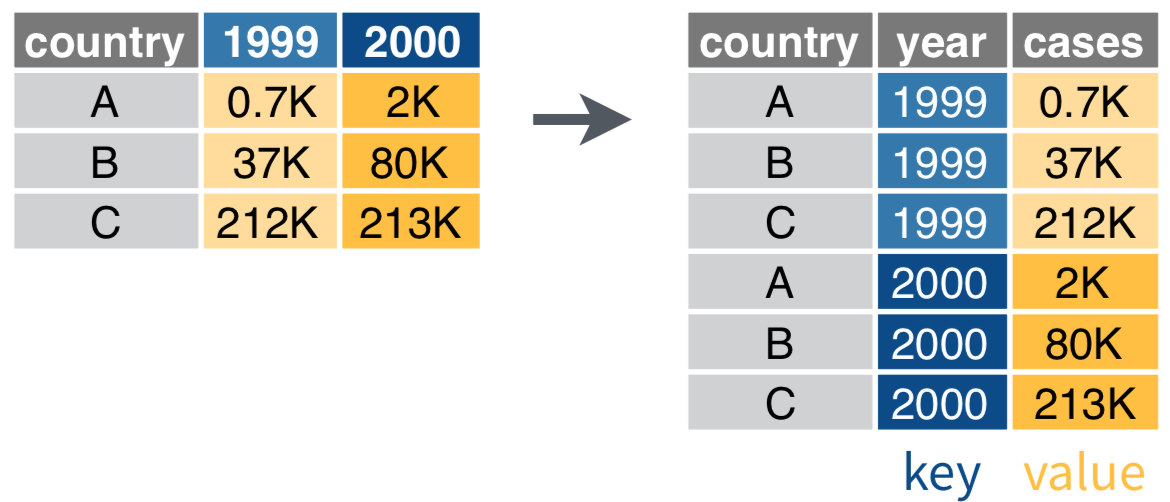 country 1999 2000
A 0.7K 2K
B 37K 80K
C 212K 213K
country year cases
A 1999 0.7K
B 1999 37K
C 1999 212K
A 2000 2K
B 2000 80K
C 2000 213K
key value